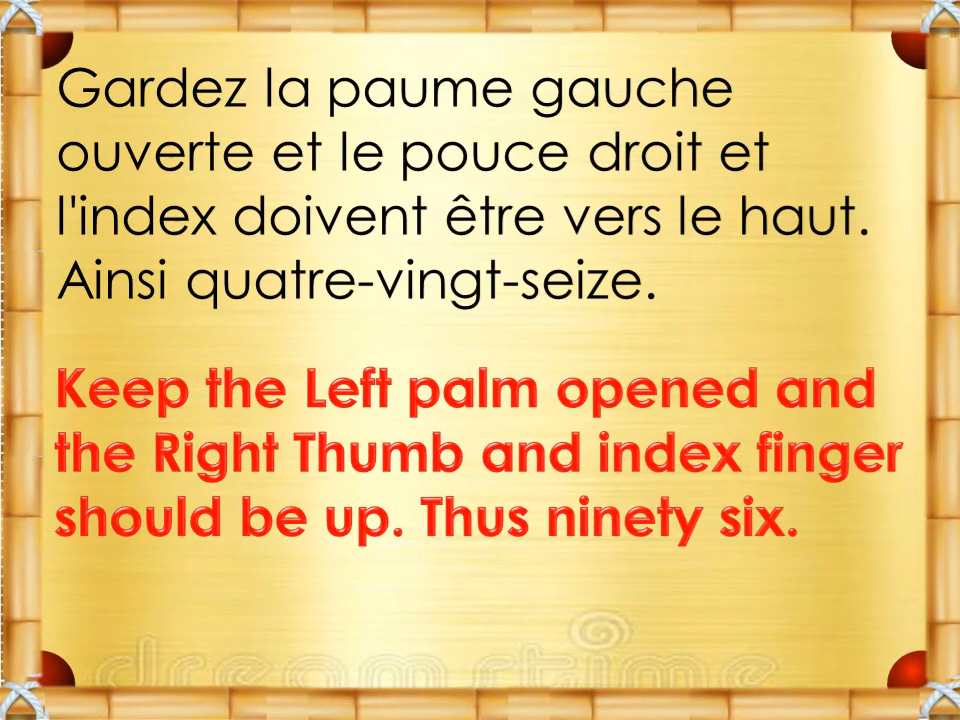 Gardez la paume gauche
ouverte et le pouce droit et
l'index doivent être vers le haut.
Ainsi quatre-vingt-seize.
Keep the Left palm opened and
the Right Thumb and index finger
should be up. Thus ninety six.
dreamstime